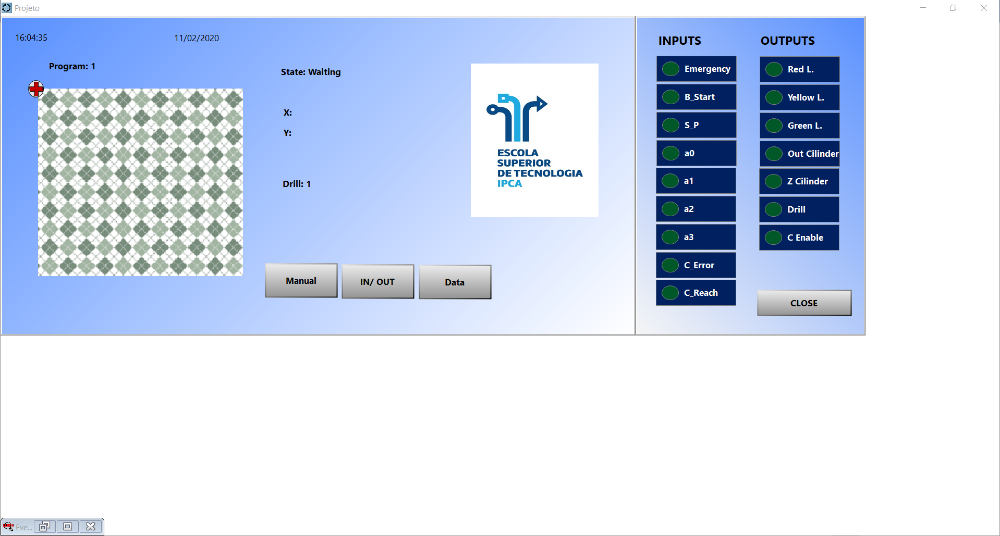 Projeto
16:04:35
11/02/2020
Program: 1
State: Waiting
X:
Y:
Drill: 1
ESCOLA
SUPERIOR
DE TECNOLOGIA
IPCA
Manual
IN/ OUT
Data
INPUTS
Emergency
B_Start
S_P
a0
a1
a2
a3
C_Error
C_Reach
OUTPUTS
Red L.
Yellow L.
Green L.
Out Cilinder
Z Cilinder
Drill
C Enable
CLOSE
Eve...